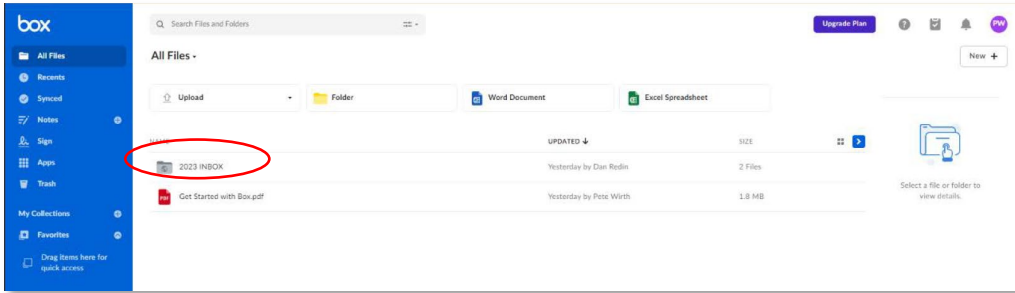 box
Search Files and Folders
Upgrade Plan
PW
All Files
Recents
Synced
Notes
Sign
Apps
Trash
My Collections
Favorites
Drag items here for
quick access
All Files
New +
Upload
Folder
Word Document
Excel Spreadsheet
NAME UPDATED SIZE
2023 INBOX Yesterday by Dan Redin 2 Files
PDF Get Started with Box.pdf Yesterday by Pete Wirth 1.8 MB
Select a file or folder to
view details.